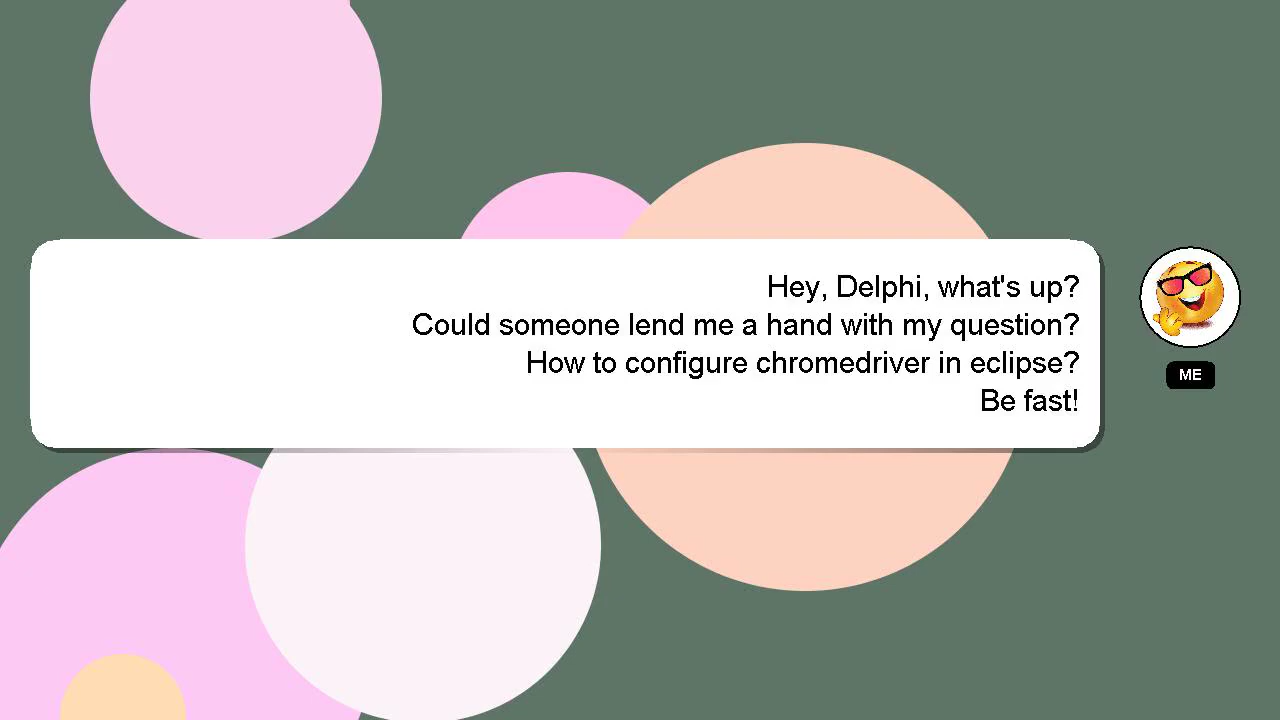 Hey, Delphi, what's up?
Could someone lend me a hand with my question?
How to configure chromedriver in eclipse?
Be fast!
ME